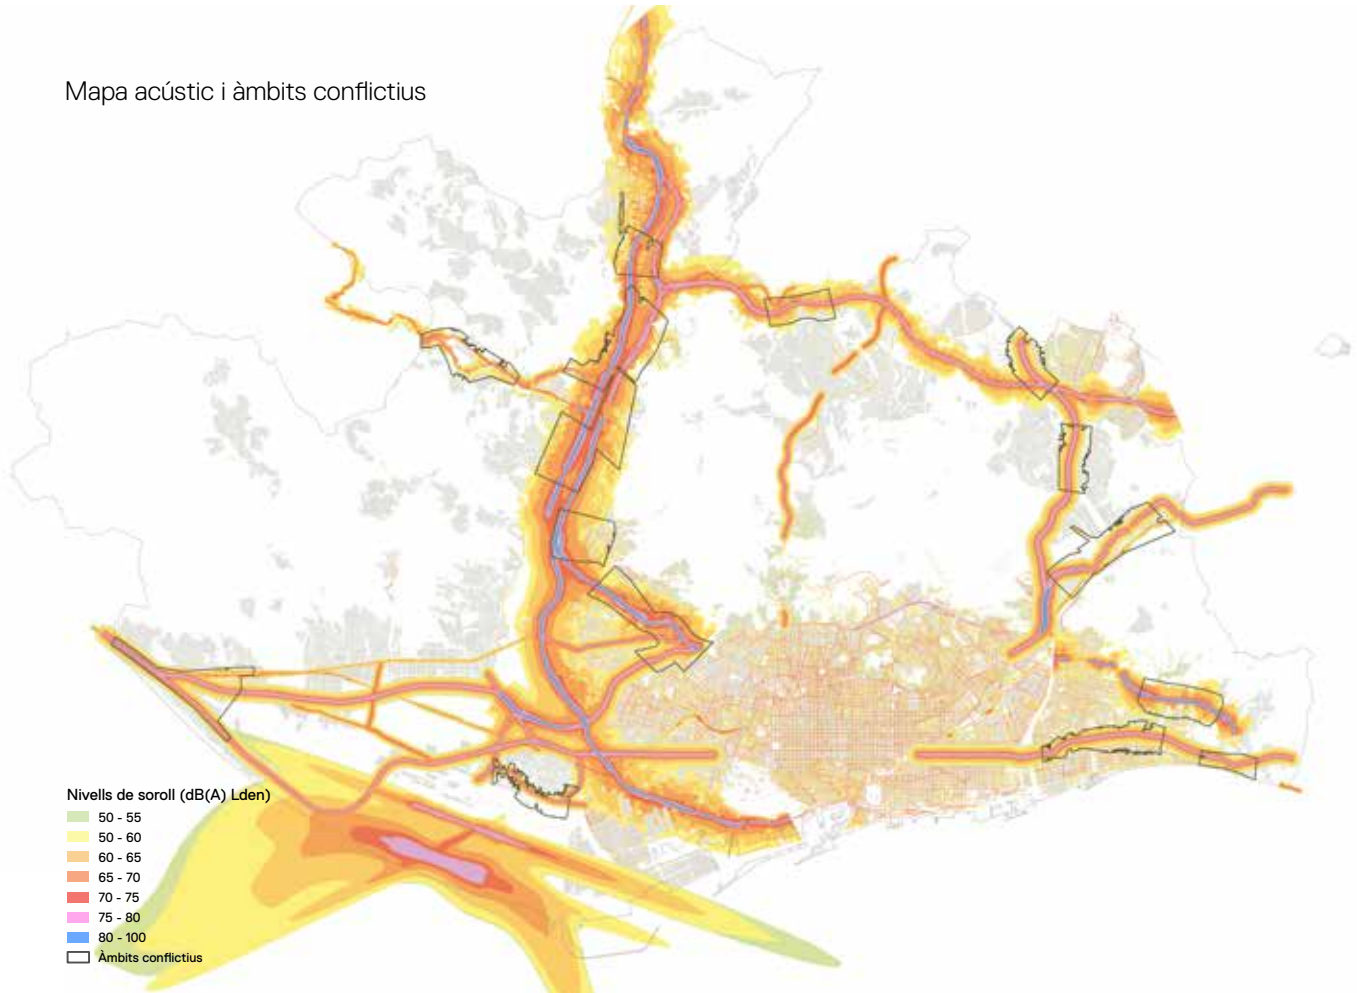 Mapa acústic i àmbits conflictius
Nivells de soroll (dB(A) Lden)
50 - 55
50 - 60
60 - 65
65 - 70
70 - 75
75 - 80
80 - 100
Àmbits conflictius